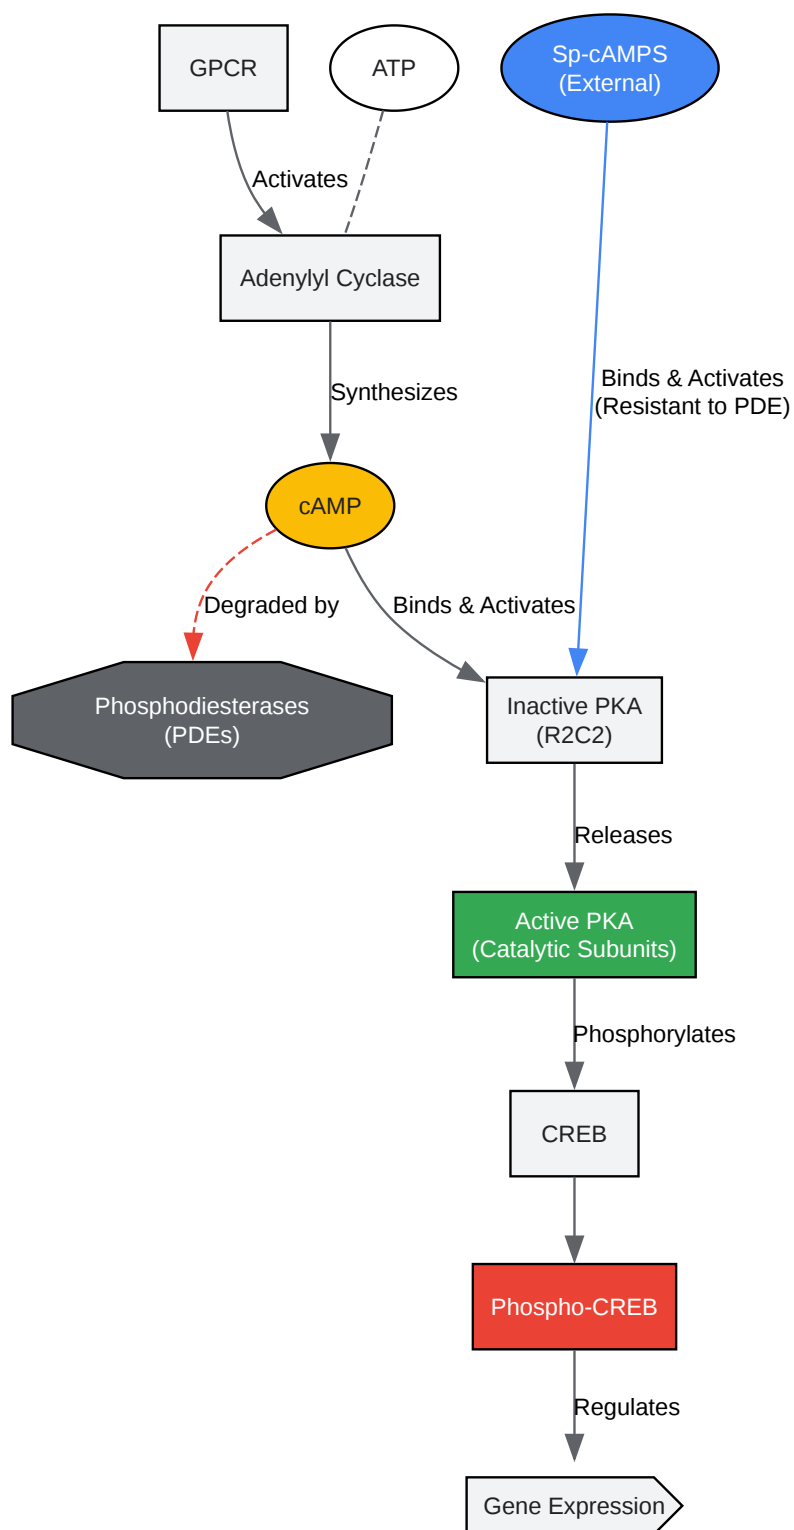 GPCR
ATP
Sp-cAMPS
(External)
Activates
Adenylyl Cyclase
Synthesizes
Binds & Activates
(Resistant to PDE)
cAMP
Degraded by
Binds & Activates
Phosphodiesterases
(PDEs)
Inactive PKA
(R2C2)
Releases
Active PKA
(Catalytic Subunits)
Phosphorylates
CREB
Phospho-CREB
Regulates
Gene Expression